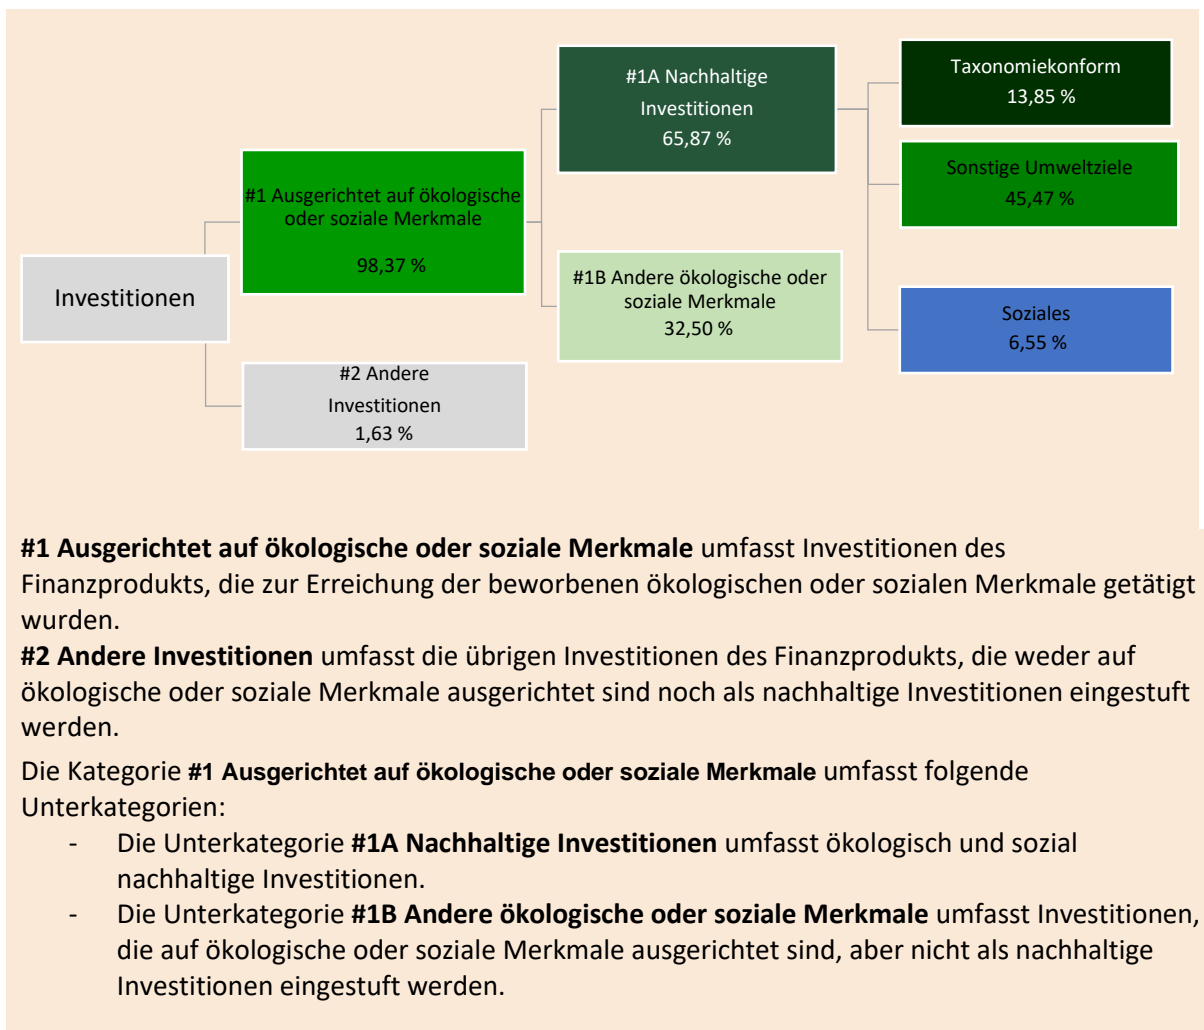 #1A Nachhaltige
Investitionen
65,87 %
Taxonomiekonform
13,85 %
Sonstige Umweltziele
45,47 %
#1 Ausgerichtet auf ökologische
oder soziale Merkmale
98,37 %
#1B Andere ökologische oder
soziale Merkmale
32,50 %
Investitionen
Soziales
6,55 %
#2 Andere
Investitionen
1,63 %
#1 Ausgerichtet auf ökologische oder soziale Merkmale umfasst Investitionen des
Finanzprodukts, die zur Erreichung der beworbenen ökologischen oder sozialen Merkmale getätigt
wurden.
#2 Andere Investitionen umfasst die übrigen Investitionen des Finanzprodukts, die weder auf
ökologische oder soziale Merkmale ausgerichtet sind noch als nachhaltige Investitionen eingestuft
werden.
Die Kategorie #1 Ausgerichtet auf ökologische oder soziale Merkmale umfasst folgende
Unterkategorien:
- Die Unterkategorie #1A Nachhaltige Investitionen umfasst ökologisch und sozial
nachhaltige Investitionen.
- Die Unterkategorie #1B Andere ökologische oder soziale Merkmale umfasst Investitionen,
die auf ökologische oder soziale Merkmale ausgerichtet sind, aber nicht als nachhaltige
Investitionen eingestuft werden.